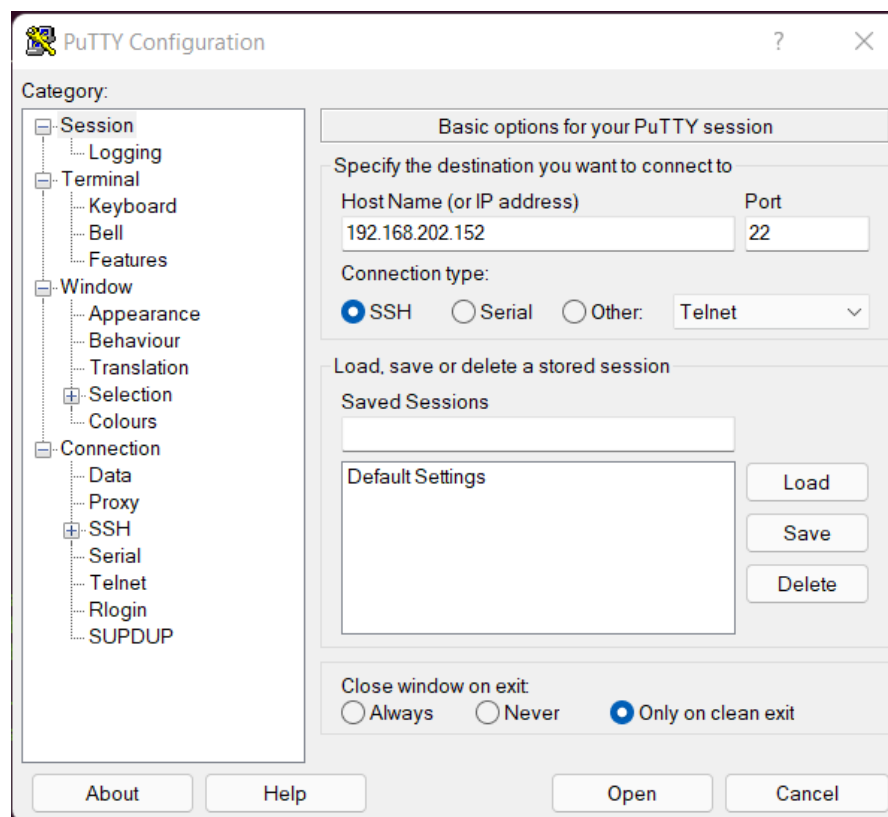 PuTTY Configuration
?
Category:
Session
Logging
Terminal
Keyboard
Bell
Features
Window
Appearance
Behaviour
Translation
Selection
Colours
Connection
Data
Proxy
SSH
Serial
Telnet
Rlogin
SUPDUP
Basic options for your PuTTY session
Specify the destination you want to connect to
Host Name (or IP address) Port
192.168.202.152 22
Connection type:
SSH Serial Other: Telnet
Load, save or delete a stored session
Saved Sessions
Default Settings
Load
Save
Delete
Close window on exit:
Always Never Only on clean exit
About Help Open Cancel